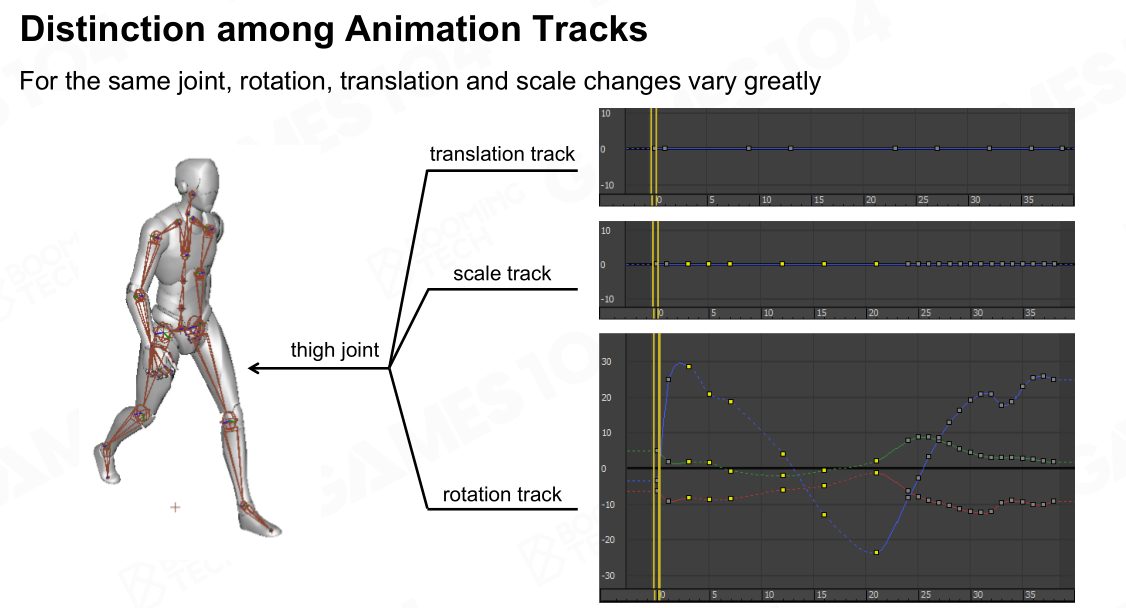 Distinction among Animation Tracks
For the same joint, rotation, translation and scale changes vary greatly
translation track
scale track
thigh joint
rotation track
10
0
-10
0 5 10 15 20 25 30 35
10
0
-10
0 5 10 15 20 25 30 35
30
20
10
0
-10
-20
-30
0 5 10 15 20 25 30 35
GAMES104
BOOMING
TECH